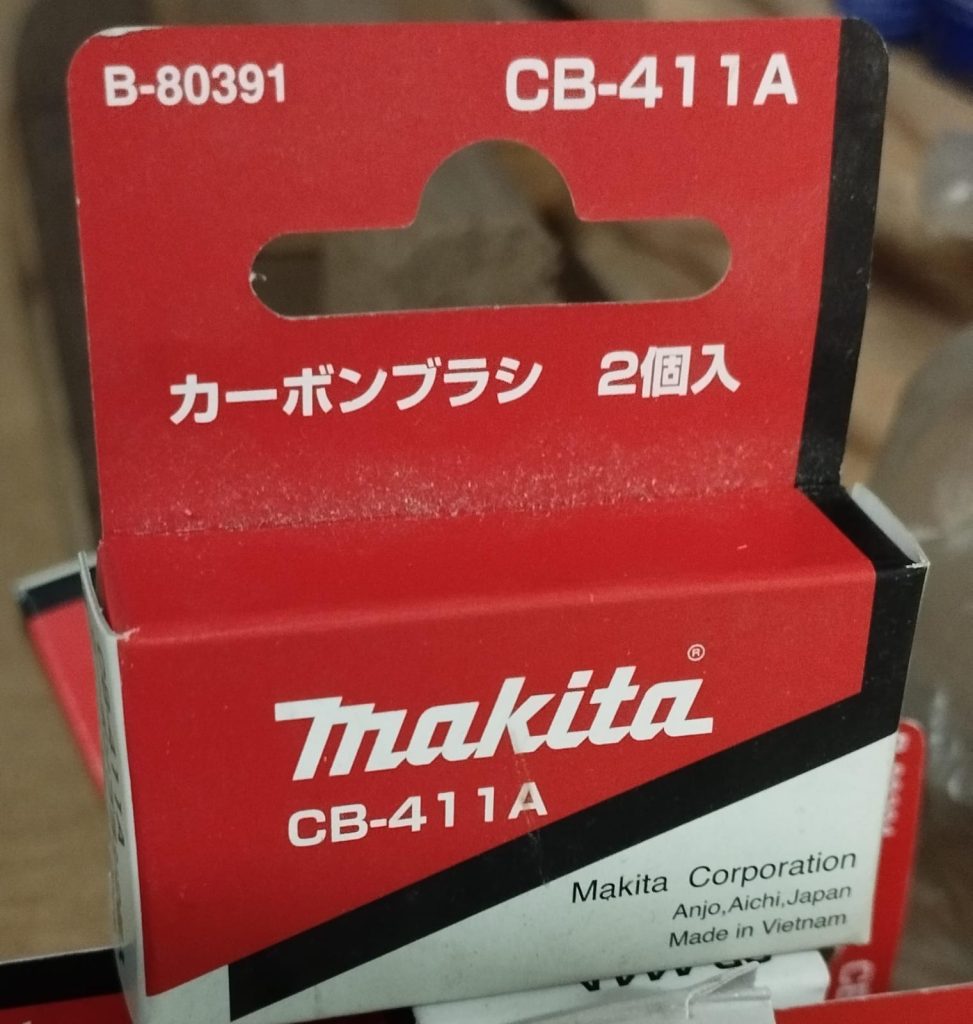 B-80391
CB-411A
カーボンブラシ 2個入
makita®
CB-411A
Makita Corporation
Anjo,Aichi,Japan
Made in Vietnam